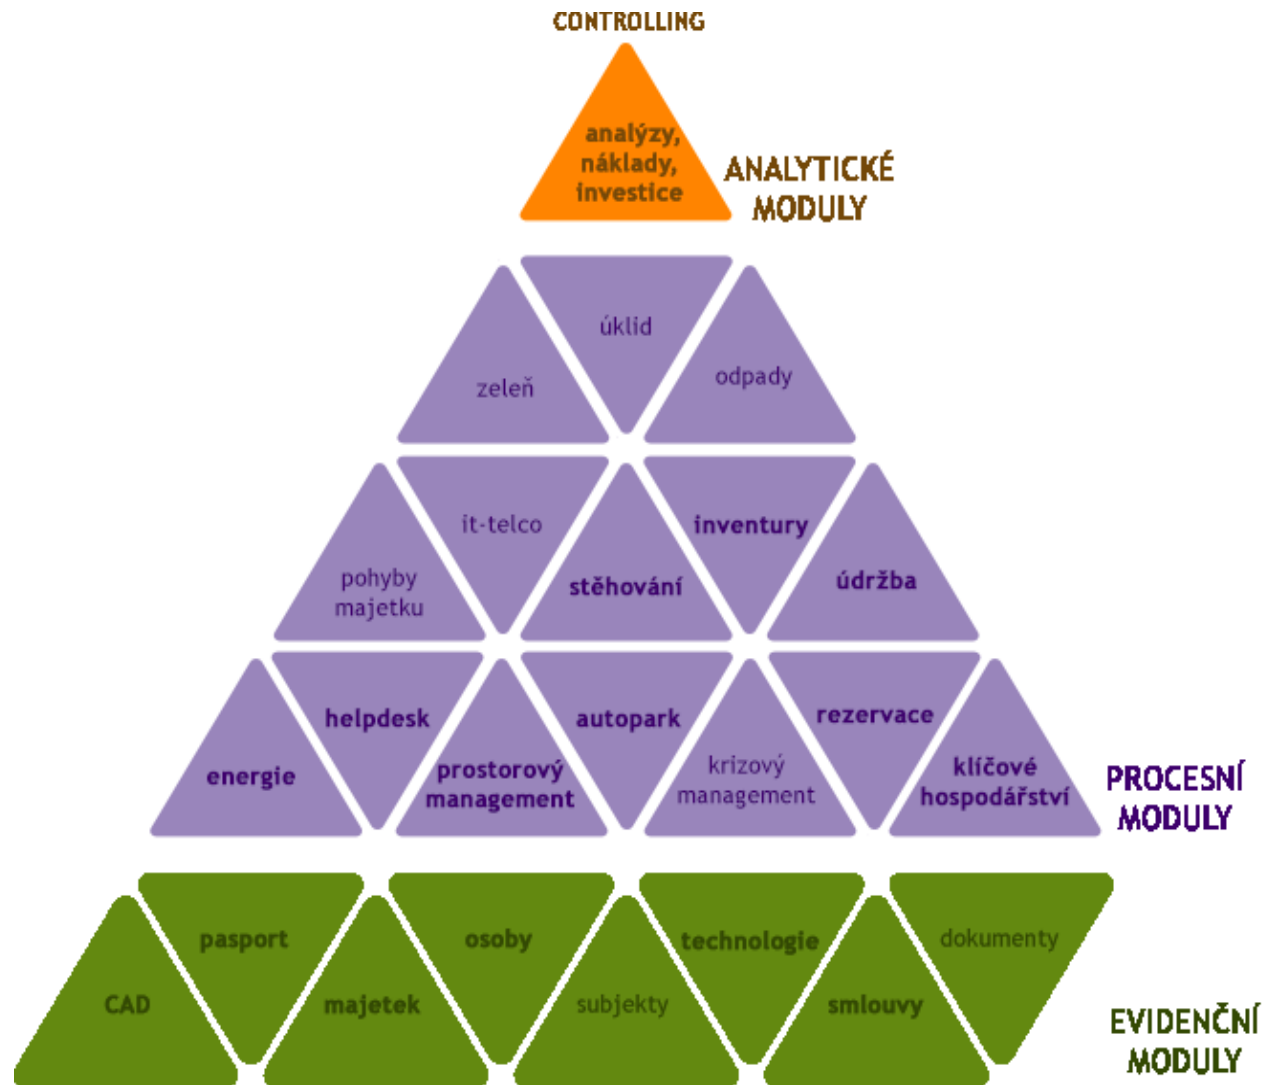 CONTROLLING
analýzy,
náklady,
investice
ANALYTICKÉ
MODULY
úklid
zeleň
odpady
it-telco
inventury
pohyby
majetku
stěhování
údržba
helpdesk
autopark
rezervace
energie
prostorový
management
krizový
management
klíčové
hospodářství
PROCESNÍ
MODULY
pasport
osoby
technologie
dokumenty
CAD
majetek
subjekty
smlouvy
EVIDENČNÍ
MODULY